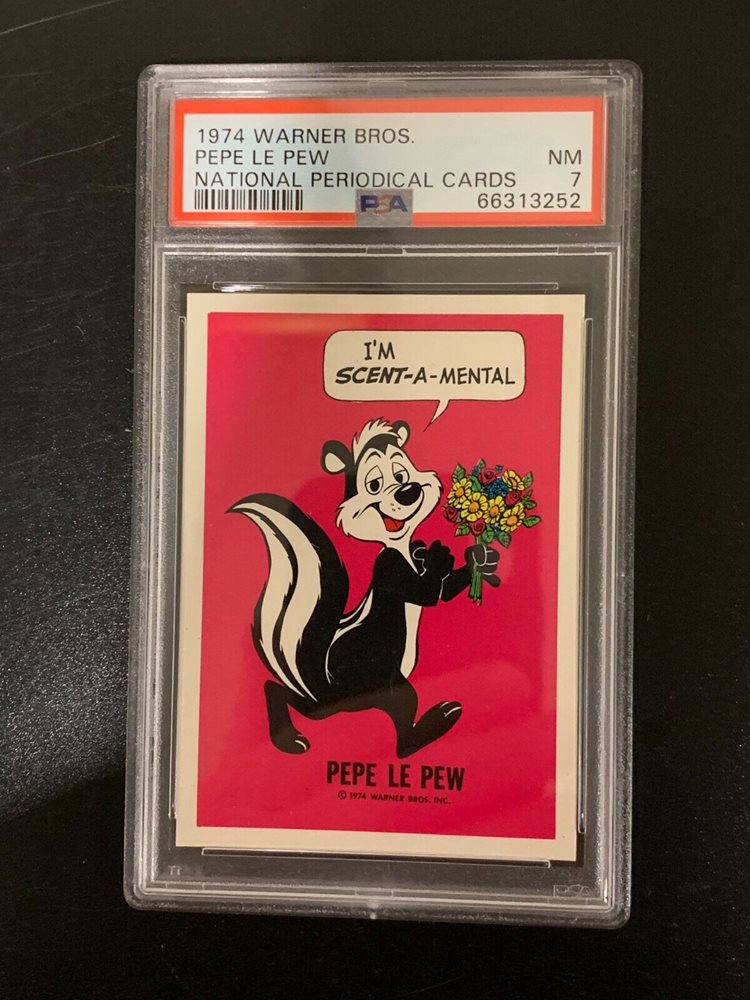 1974 WARNER BROS.
PEPE LE PEW NM
NATIONAL PERIODICAL CARDS 7
PSA 66313252
I'M
SCENT-A-MENTAL
PEPE LE PEW
© 1974 WARNER BROS. INC.